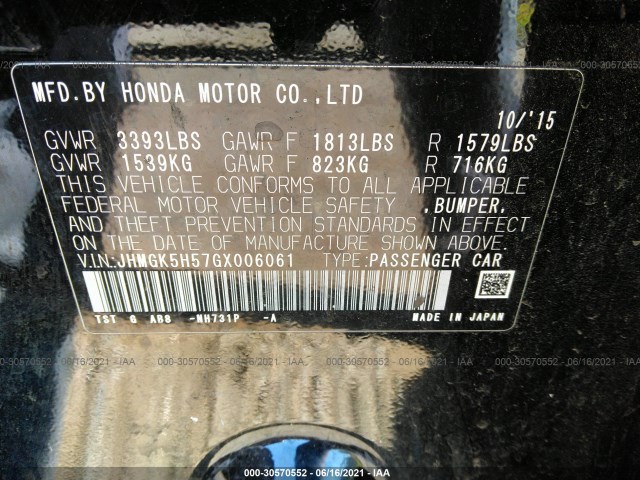 MFD.BY HONDA MOTOR CO.,LTD
10/'15
GVWR 3393LBS GAWR F 1813LBS R 1579LBS
GVWR 1539KG GAWR F 823KG R 716KG
THIS VEHICLE CONFORMS TO ALL APPLICABLE
FEDERAL MOTOR VEHICLE SAFETY ,BUMPER,
AND THEFT PREVENTION STANDARDS IN EFFECT
ON THE DATE OF MANUFACTURE SHOWN ABOVE.
V.I.N:JHMGK5H57GX006061 TYPE:PASSENGER CAR
TST G ABS -NH731P -A MADE IN JAPAN
000-30570552 - 06/16/2021 - IAA